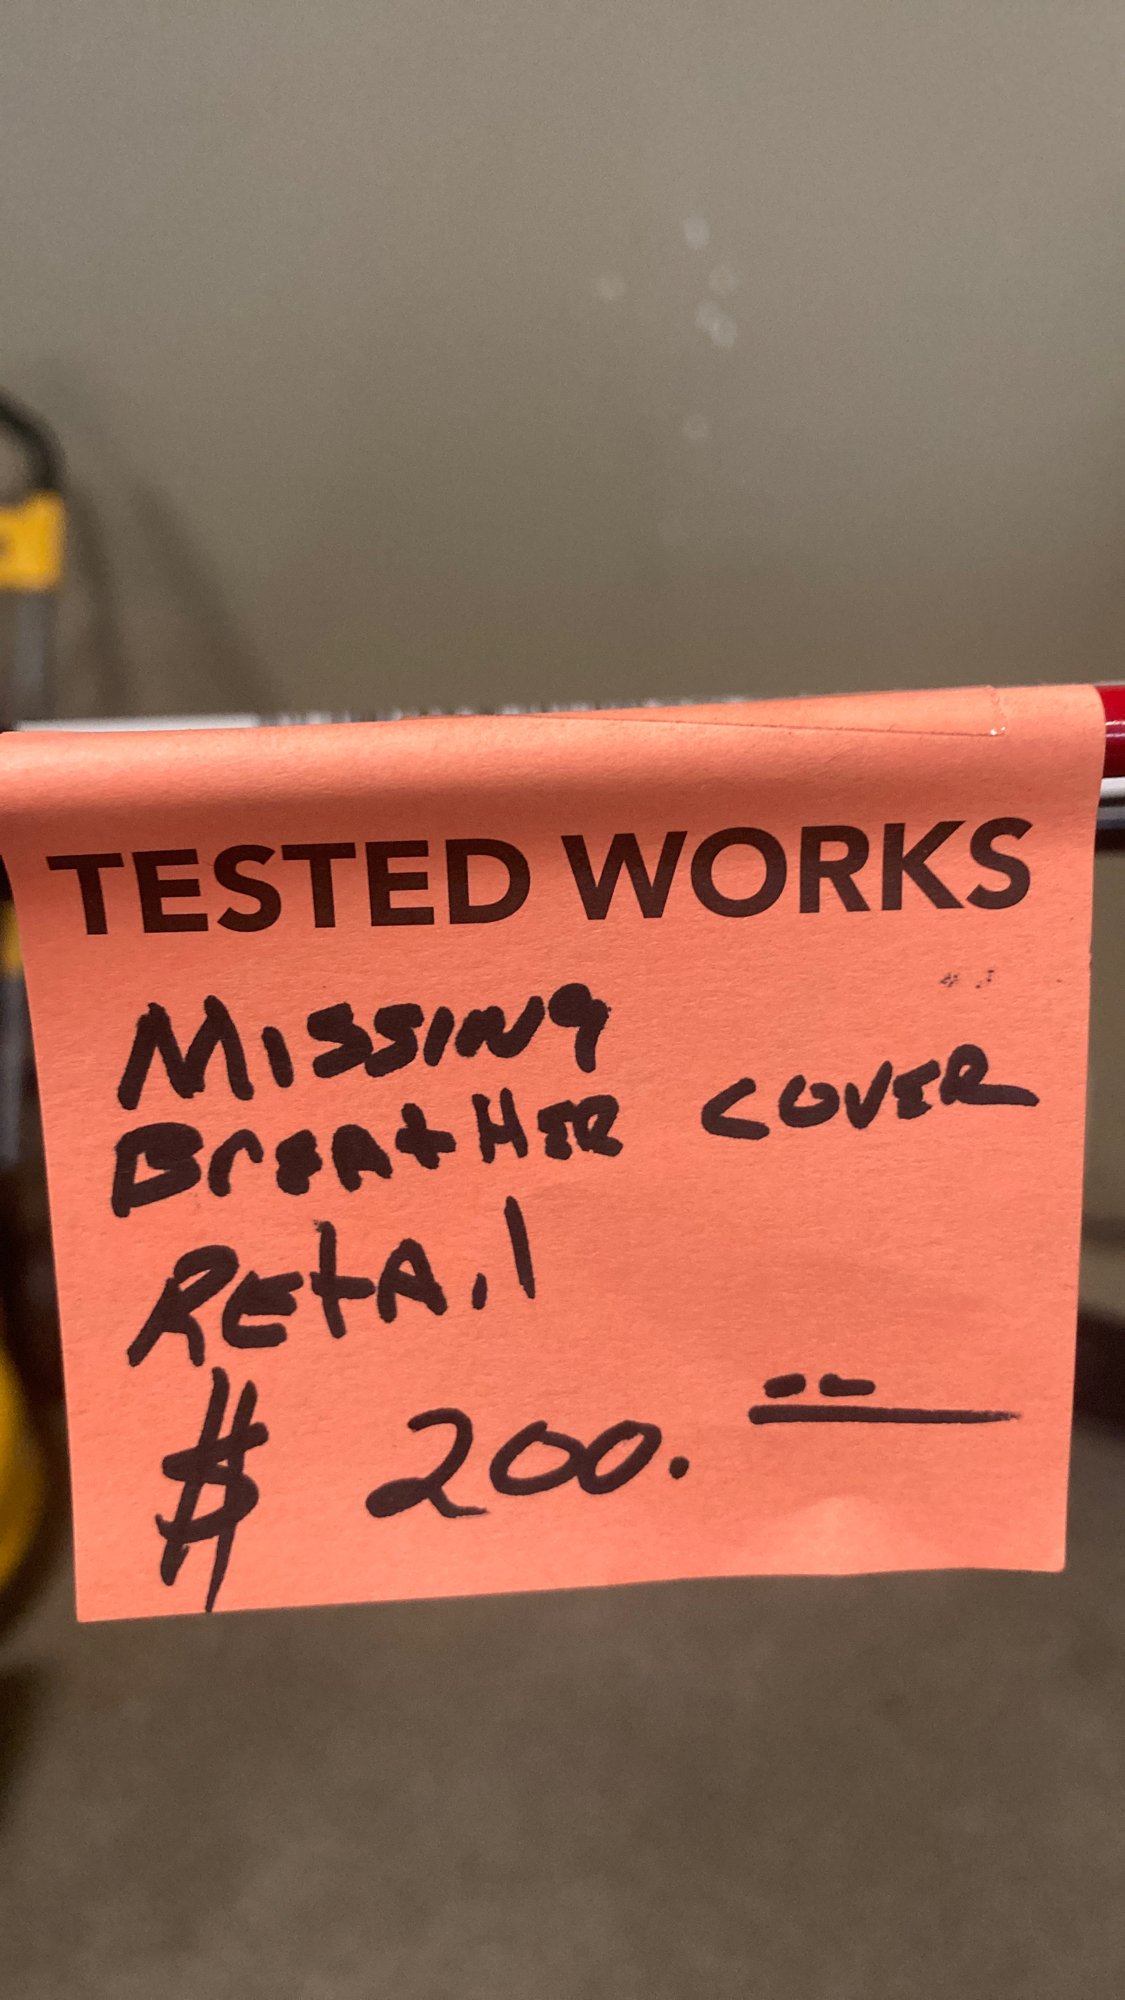 TESTED WORKS
MISSING
BREATHER COVER
RETAIL
$ 200. --